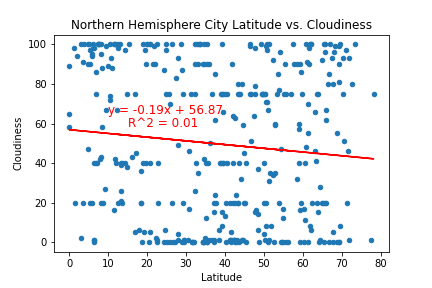 Northern Hemisphere City Latitude vs. Cloudiness
100
80
60
40
20
0
Cloudiness
y = -0.19x + 56.87
R^2 = 0.01
0 10 20 30 40 50 60 70 80
Latitude